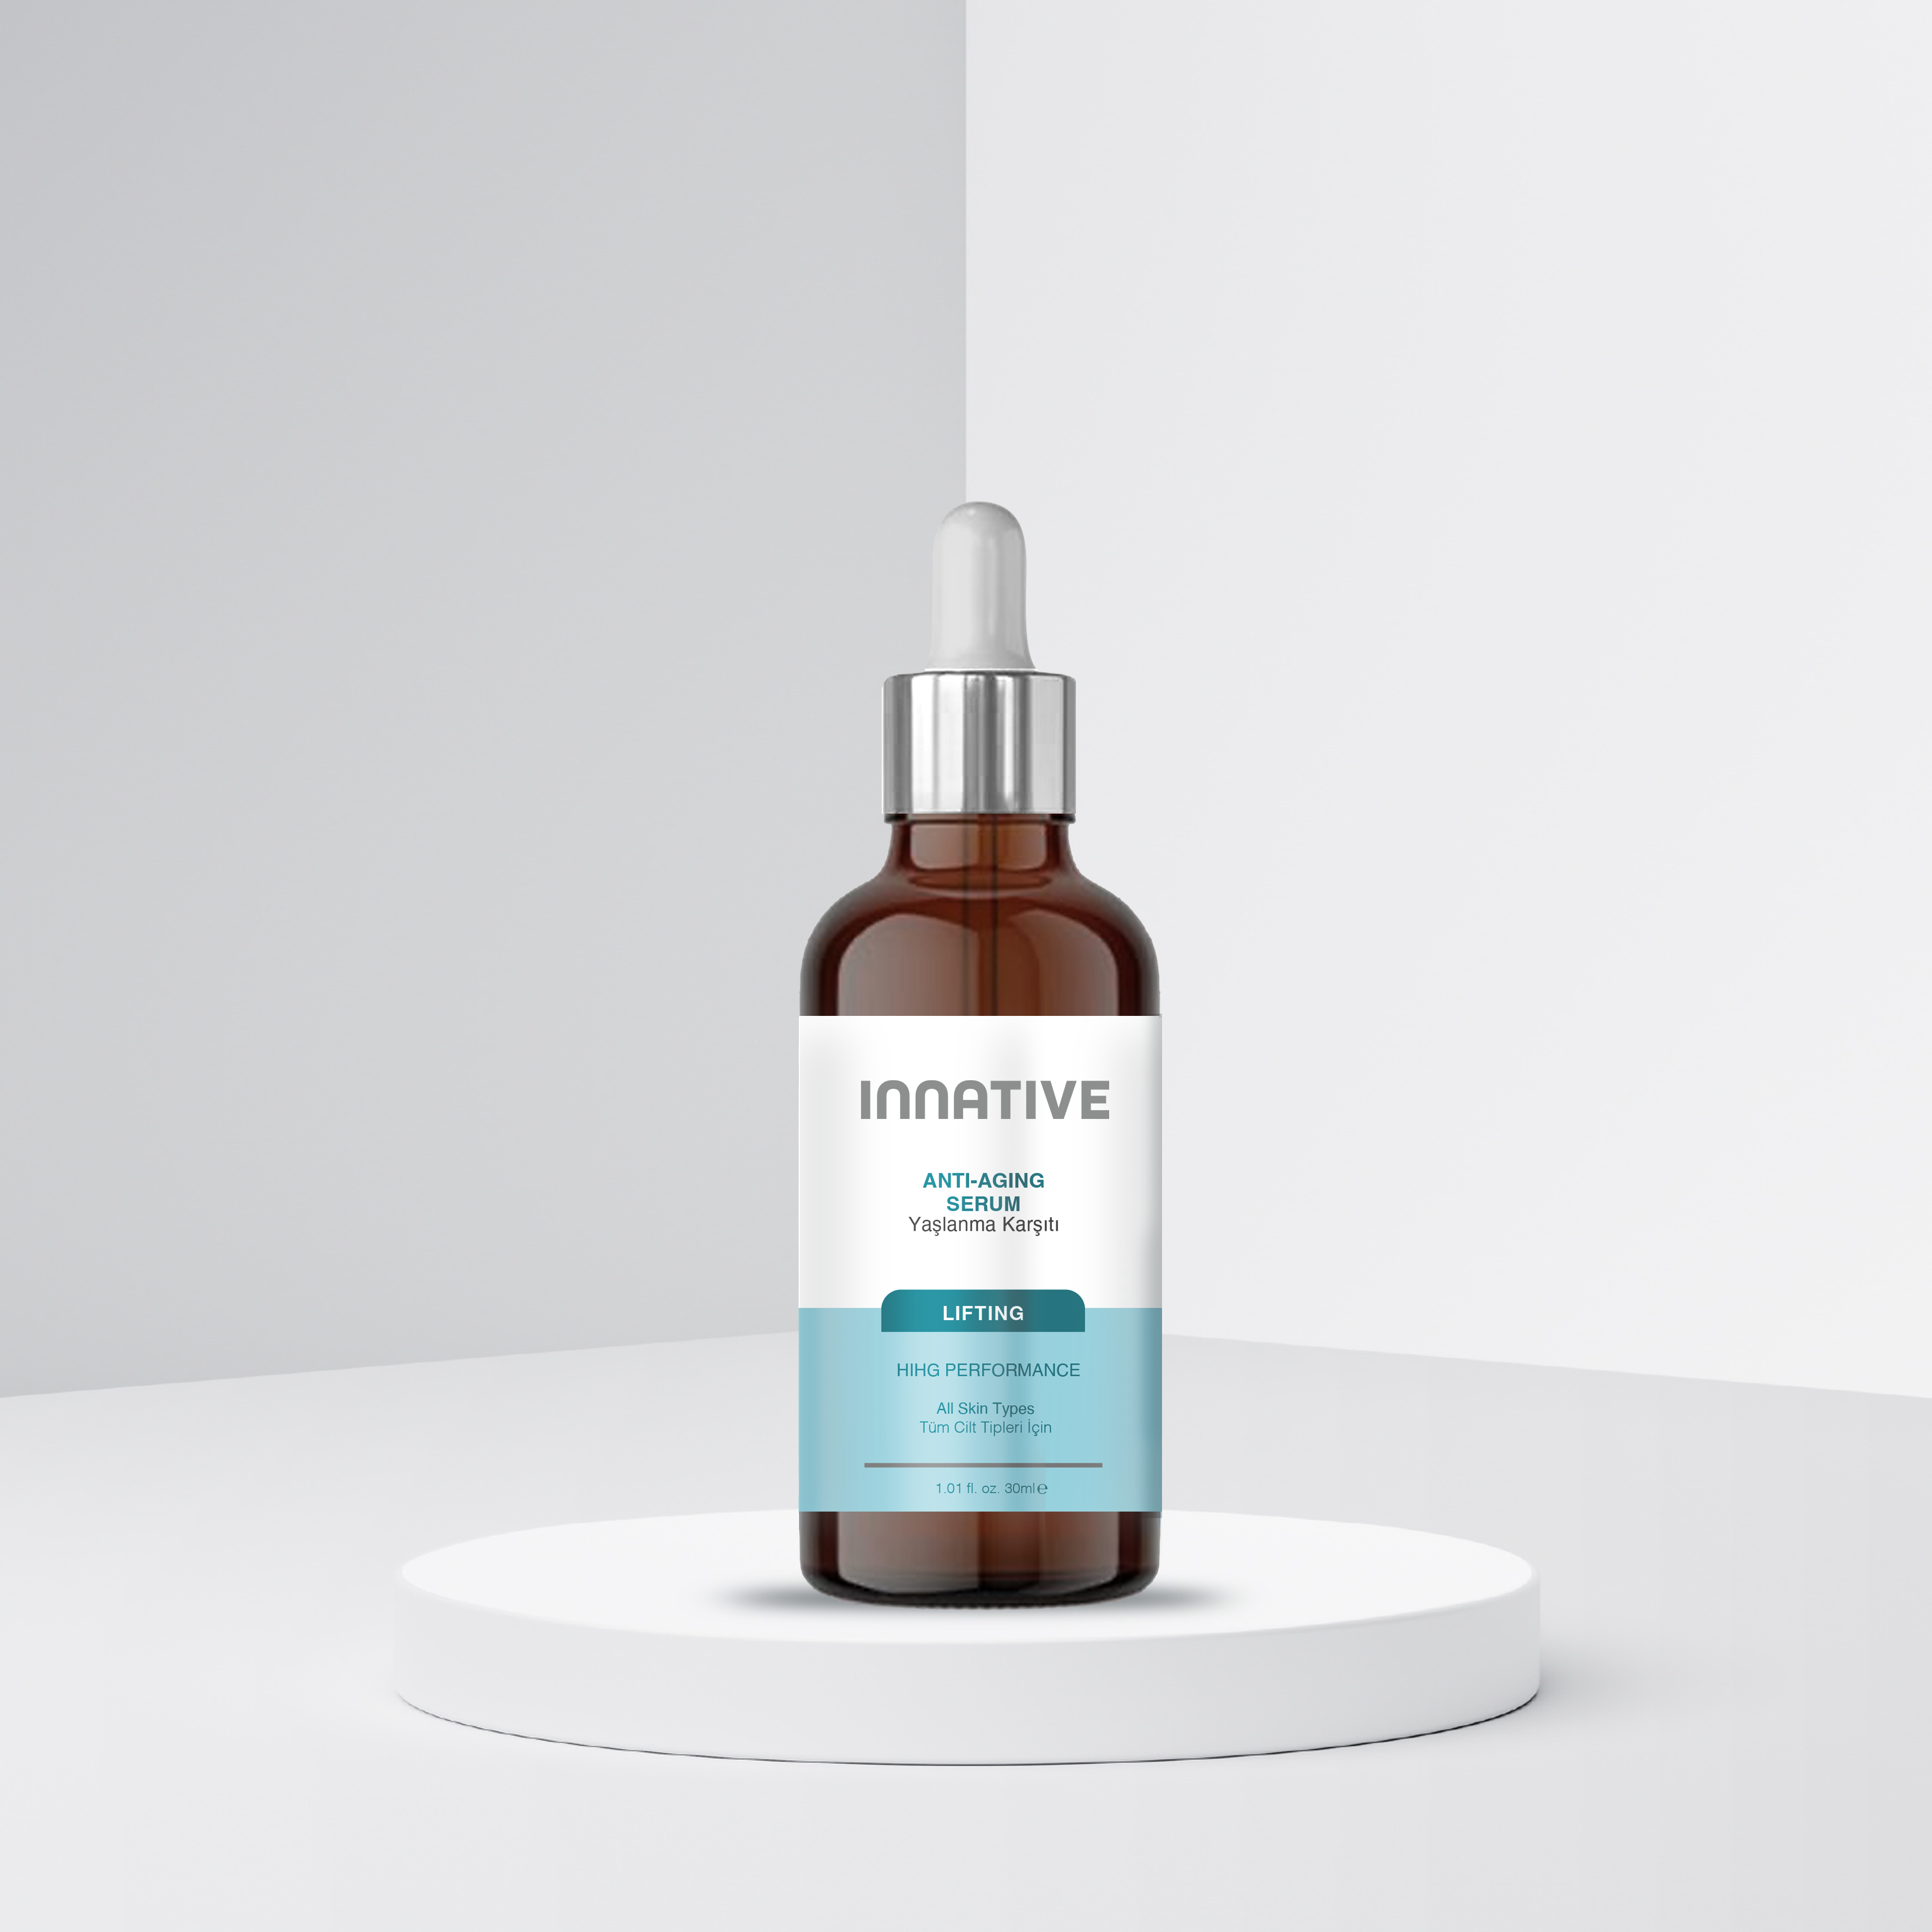 INNATIVE
ANTI-AGING
SERUM
Yaşlanma Karşıtı
LIFTING
HIHG PERFORMANCE
All Skin Types
Tüm Cilt Tipleri İçin
1.01 fl. oz. 30ml℮